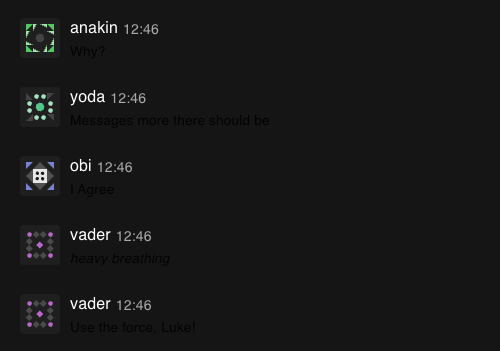 anakin 12:46
Why?
yoda 12:46
Messages more there should be
obi 12:46
I Agree
vader 12:46
heavy breathing
vader 12:46
Use the force, Luke!